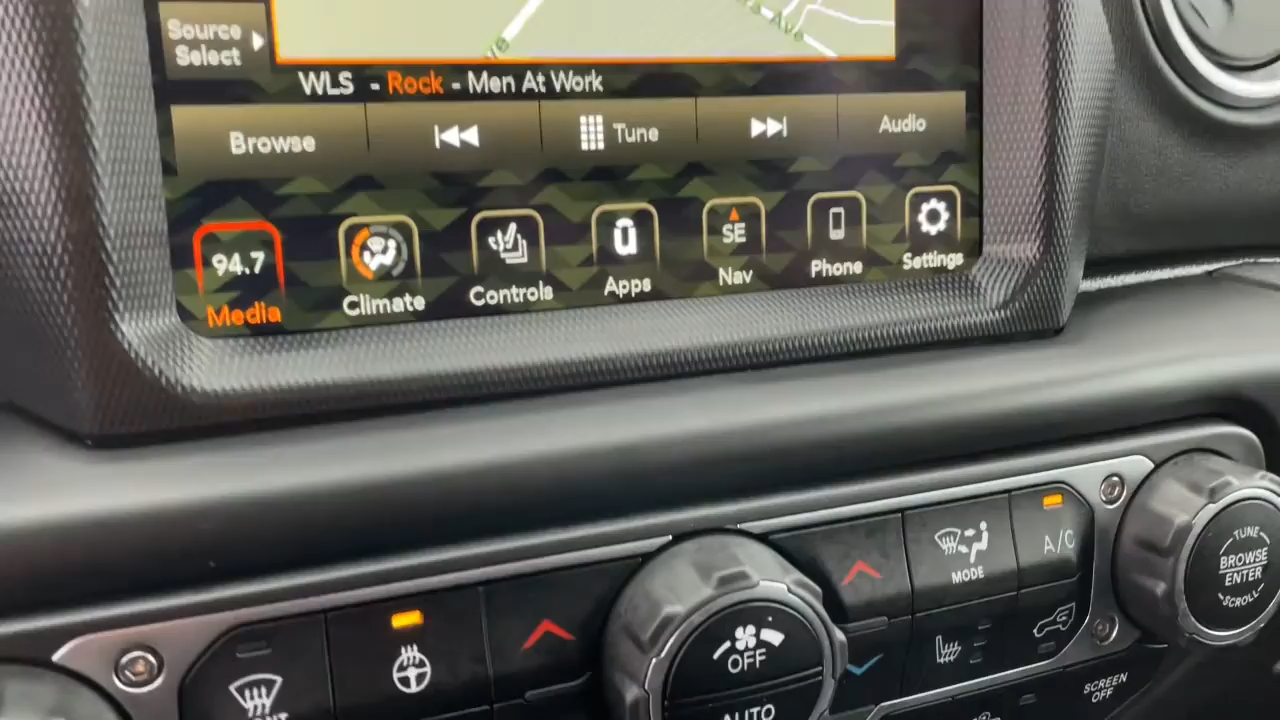 Source
Select
WLS - Rock - Men At Work
Browse
Tune
Audio
94.7
Media
Climate
Controls
Apps
SE
Nav
Phone
Settings
MODE
A/C
TUNE
BROWSE
ENTER
SCROLL
OFF
AUTO
SCREEN
OFF